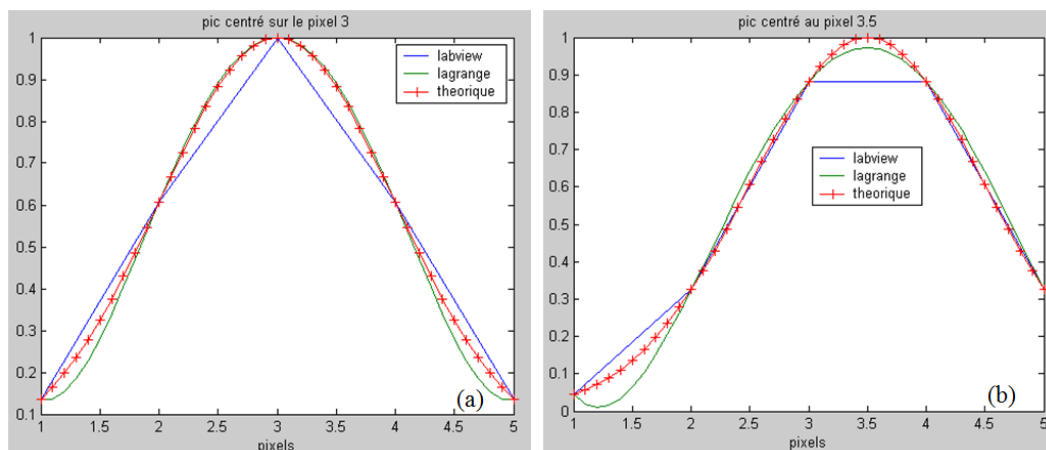 pic centré sur le pixel 3
1
0.9
0.8
0.7
0.6
0.5
0.4
0.3
0.2
0.1
labview
lagrange
theorique
(a)
1 1.5 2 2.5 3 3.5 4 4.5 5
pixels
pic centré au pixel 3.5
1
0.9
0.8
0.7
0.6
0.5
0.4
0.3
0.2
0.1
0
labview
lagrange
theorique
(b)
1 1.5 2 2.5 3 3.5 4 4.5 5
pixels